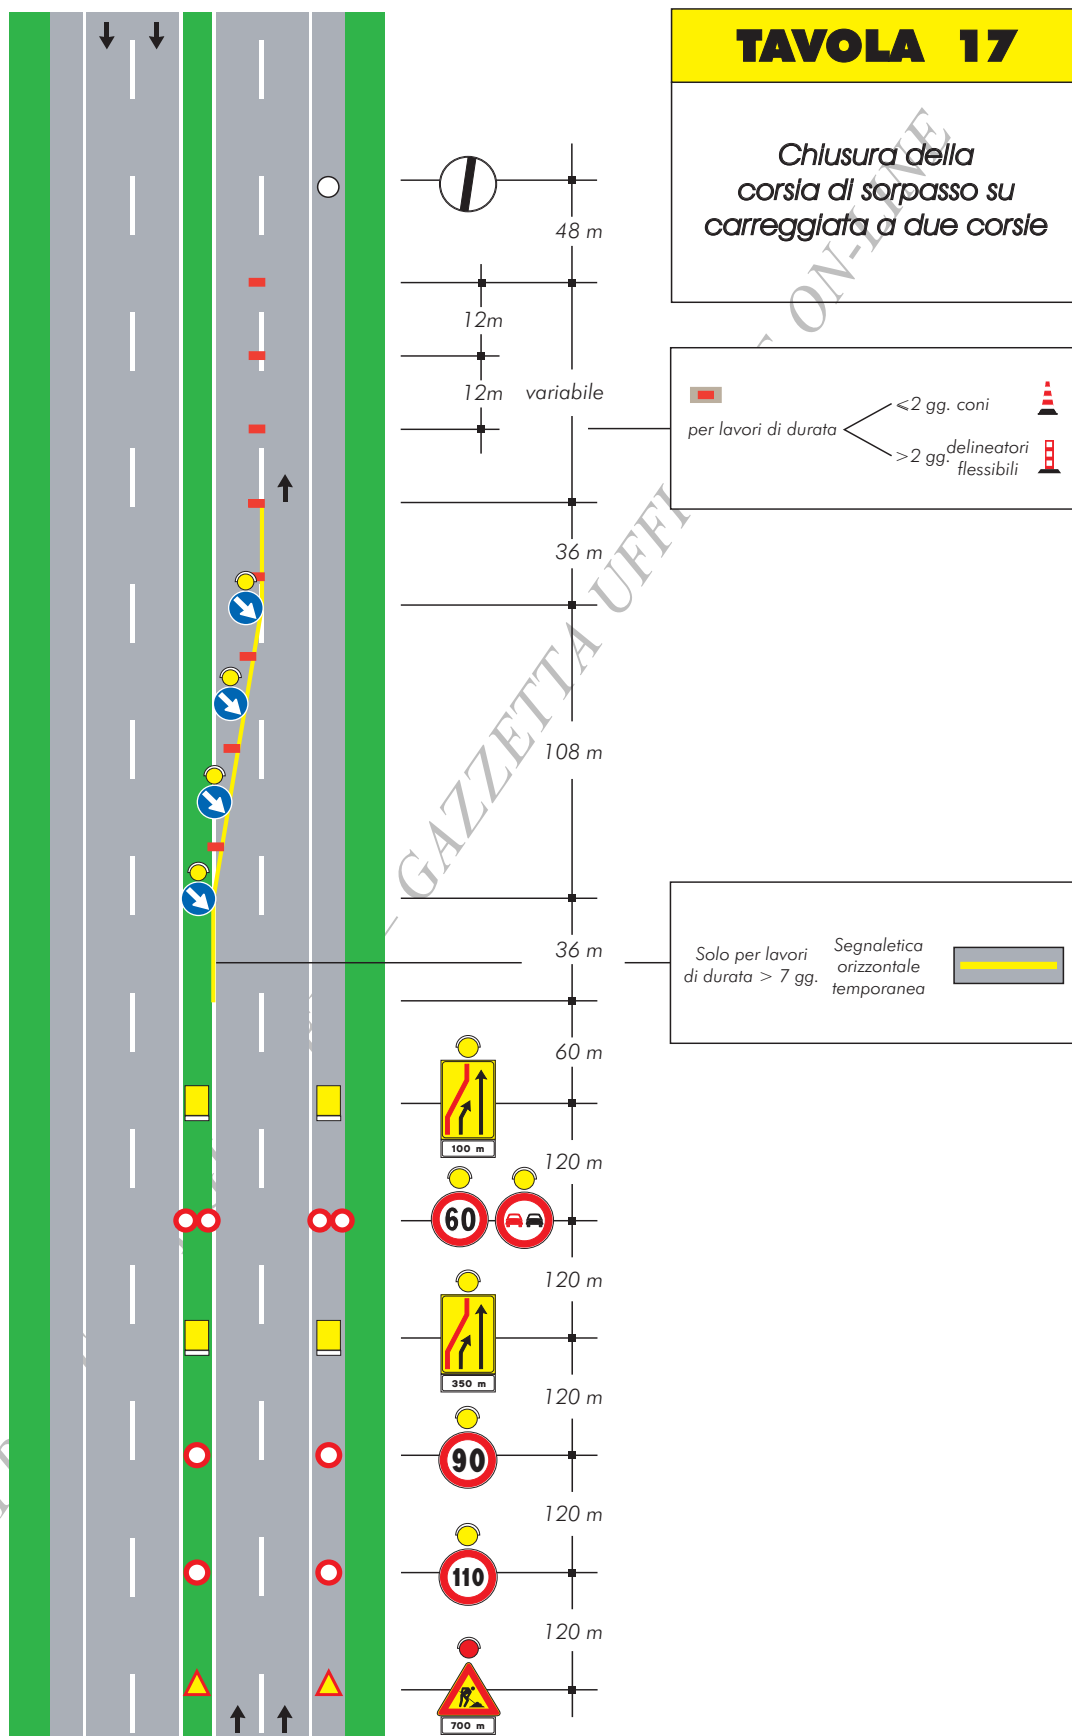 TAVOLA 17
Chiusura della
corsia di sorpasso su
carreggiata a due corsie
48 m
12m
12m
variabile
per lavori di durata
<2 gg. coni
>2 gg. delineatori
flessibili
36 m
108 m
36 m
Solo per lavori
di durata > 7 gg.
Segnaletica
orizzontale
temporanea
60 m
100 m
120 m
60
120 m
350 m
120 m
90
120 m
110
120 m
700 m
GAZZETTA UFFI
ON-LINE